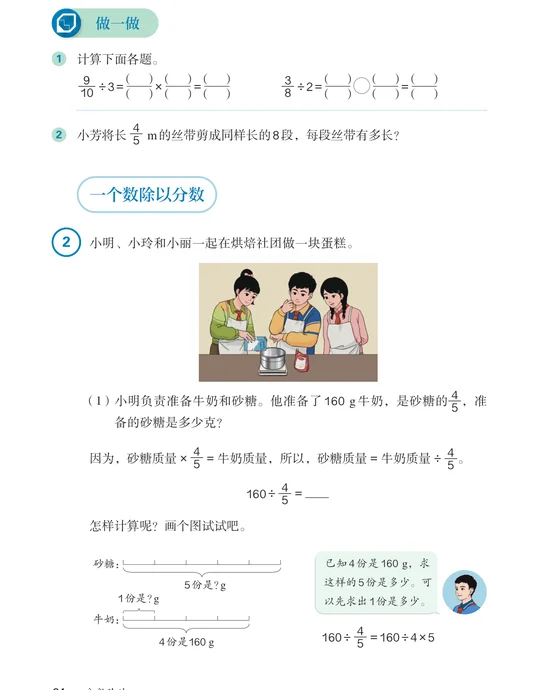 做一做
1 计算下面各题。
9/10 ÷3=( )/( )×( )/( )=( )/( ) 3/8 ÷2=( )/( )○( )/( )=( )/( )
2 小芳将长 4/5 m的丝带剪成同样长的8段，每段丝带有多长？
一个数除以分数
2 小明、小玲和小丽一起在烘焙社团做一块蛋糕。
（1）小明负责准备牛奶和砂糖。他准备了160 g牛奶，是砂糖的4/5，准
备的砂糖是多少克？
因为，砂糖质量× 4/5 =牛奶质量，所以，砂糖质量=牛奶质量÷ 4/5。
160÷ 4/5 =
怎样计算呢？画个图试试吧。
砂糖：
5份是?g
1份是?g
牛奶：
4份是160 g
已知4份是160 g，求
这样的5份是多少。可
以先求出1份是多少。
160÷ 4/5 =160÷4×5